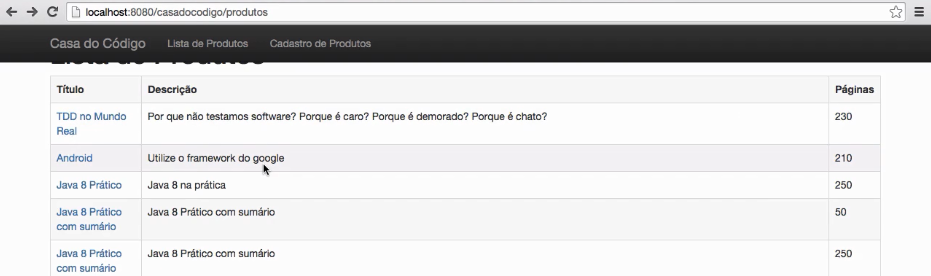 localhost:8080/casadocodigo/produtos
Casa do Código Lista de Produtos Cadastro de Produtos
Lista de Produtos
Título Descrição Páginas
TDD no Mundo Real Por que não testamos software? Porque é caro? Porque é demorado? Porque é chato? 230
Android Utilize o framework do google 210
Java 8 Prático Java 8 na prática 250
Java 8 Prático com sumário Java 8 Prático com sumário 50
Java 8 Prático com sumário Java 8 Prático com sumário 250